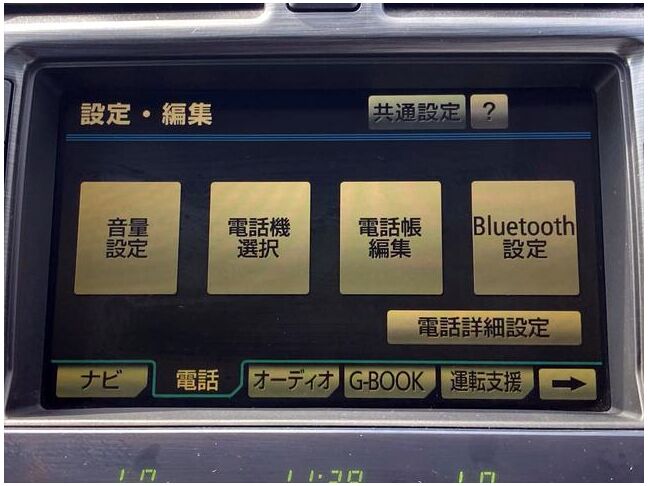 設定・編集
共通設定 ?
音量
設定
電話機
選択
電話帳
編集
Bluetooth
設定
電話詳細設定
ナビ 電話 オーディオ G-BOOK 運転支援 →